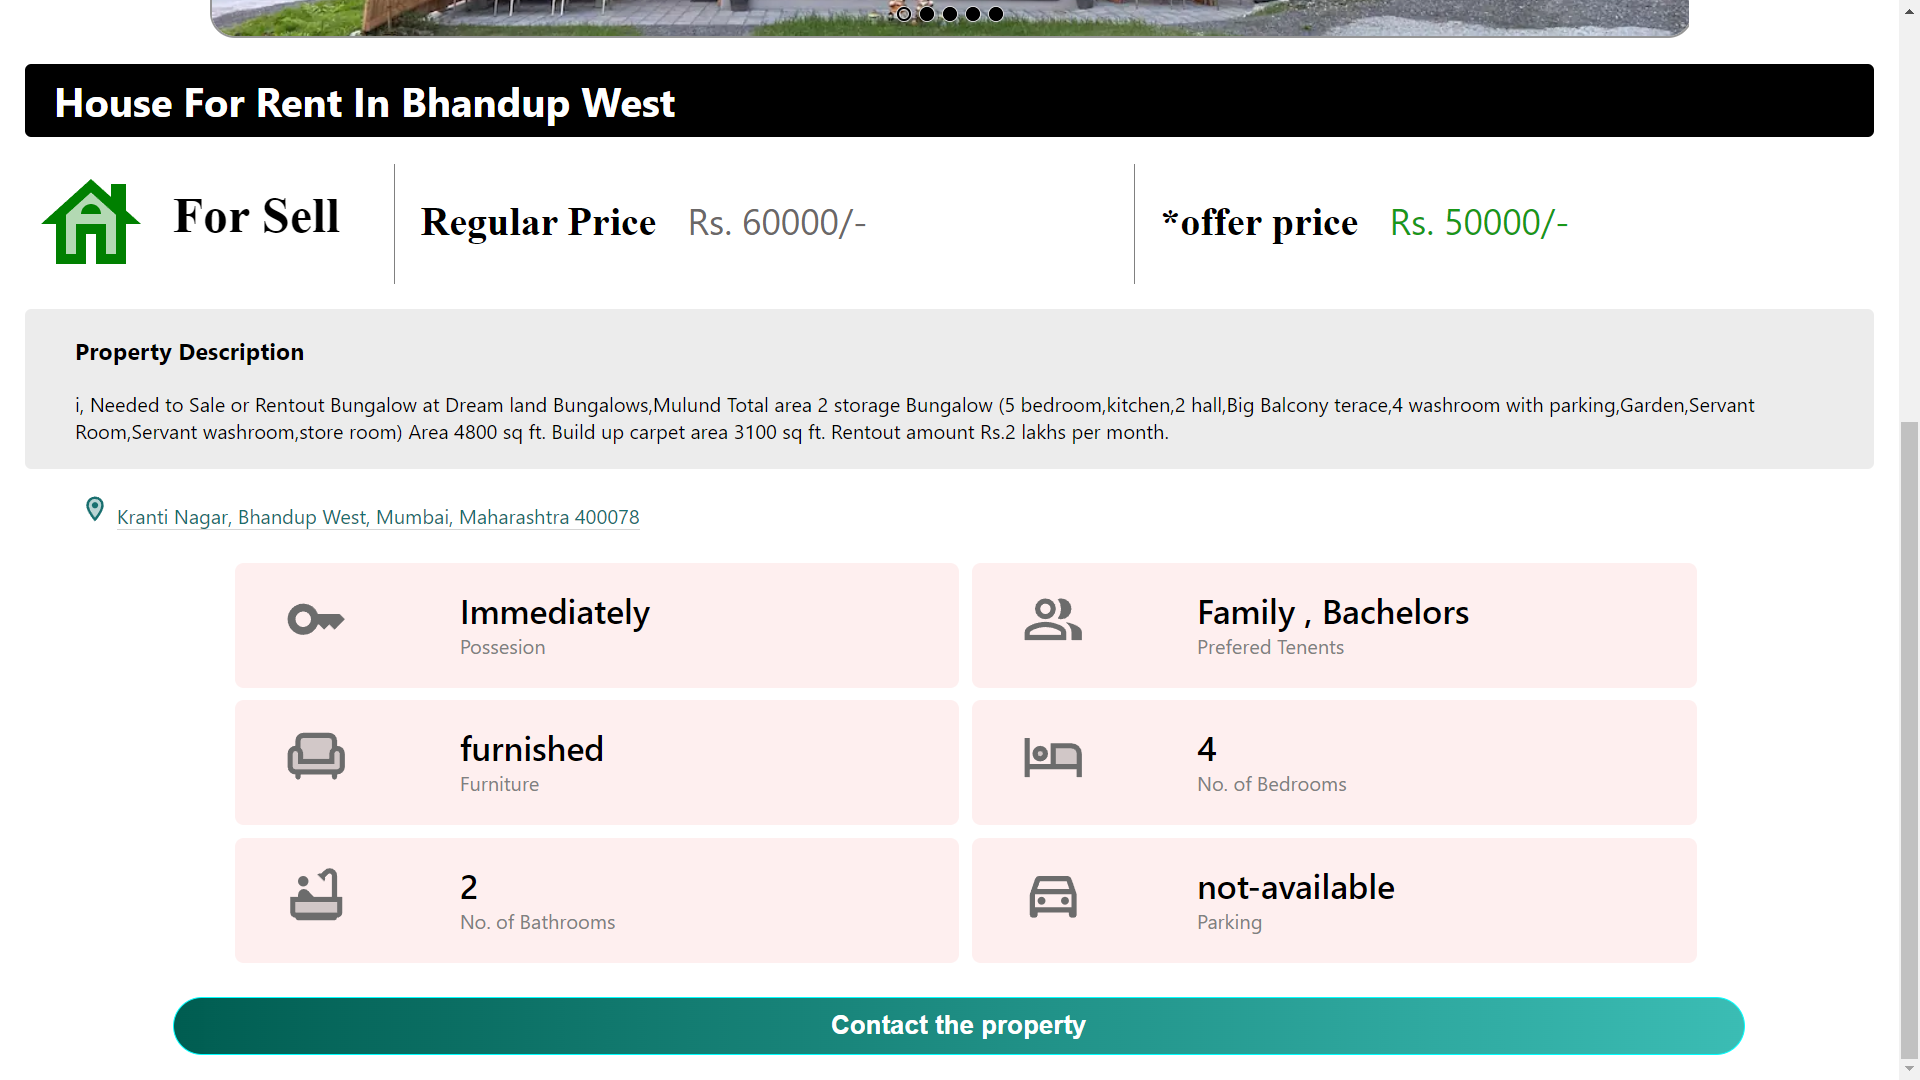 House For Rent In Bhandup West
For Sell
Regular Price Rs. 60000/-
*offer price Rs. 50000/-
Property Description
i, Needed to Sale or Rentout Bungalow at Dream land Bungalows,Mulund Total area 2 storage Bungalow (5 bedroom,kitchen,2 hall,Big Balcony terace,4 washroom with parking,Garden,Servant
Room,Servant washroom,store room) Area 4800 sq ft. Build up carpet area 3100 sq ft. Rentout amount Rs.2 lakhs per month.
Kranti Nagar, Bhandup West, Mumbai, Maharashtra 400078
Immediately
Possesion
Family , Bachelors
Prefered Tenents
furnished
Furniture
4
No. of Bedrooms
2
No. of Bathrooms
not-available
Parking
Contact the property